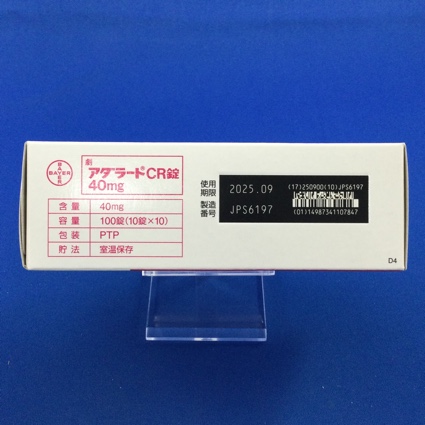 BAYER
BAYER
劇
アダラード®CR錠
40mg
含量 40mg
容量 100錠(10錠×10)
包装 PTP
貯法 室温保存
使用期限 2025.09
製造番号 JPS6197
(17)250900(10)JPS6197
(01)14987341107847
D4